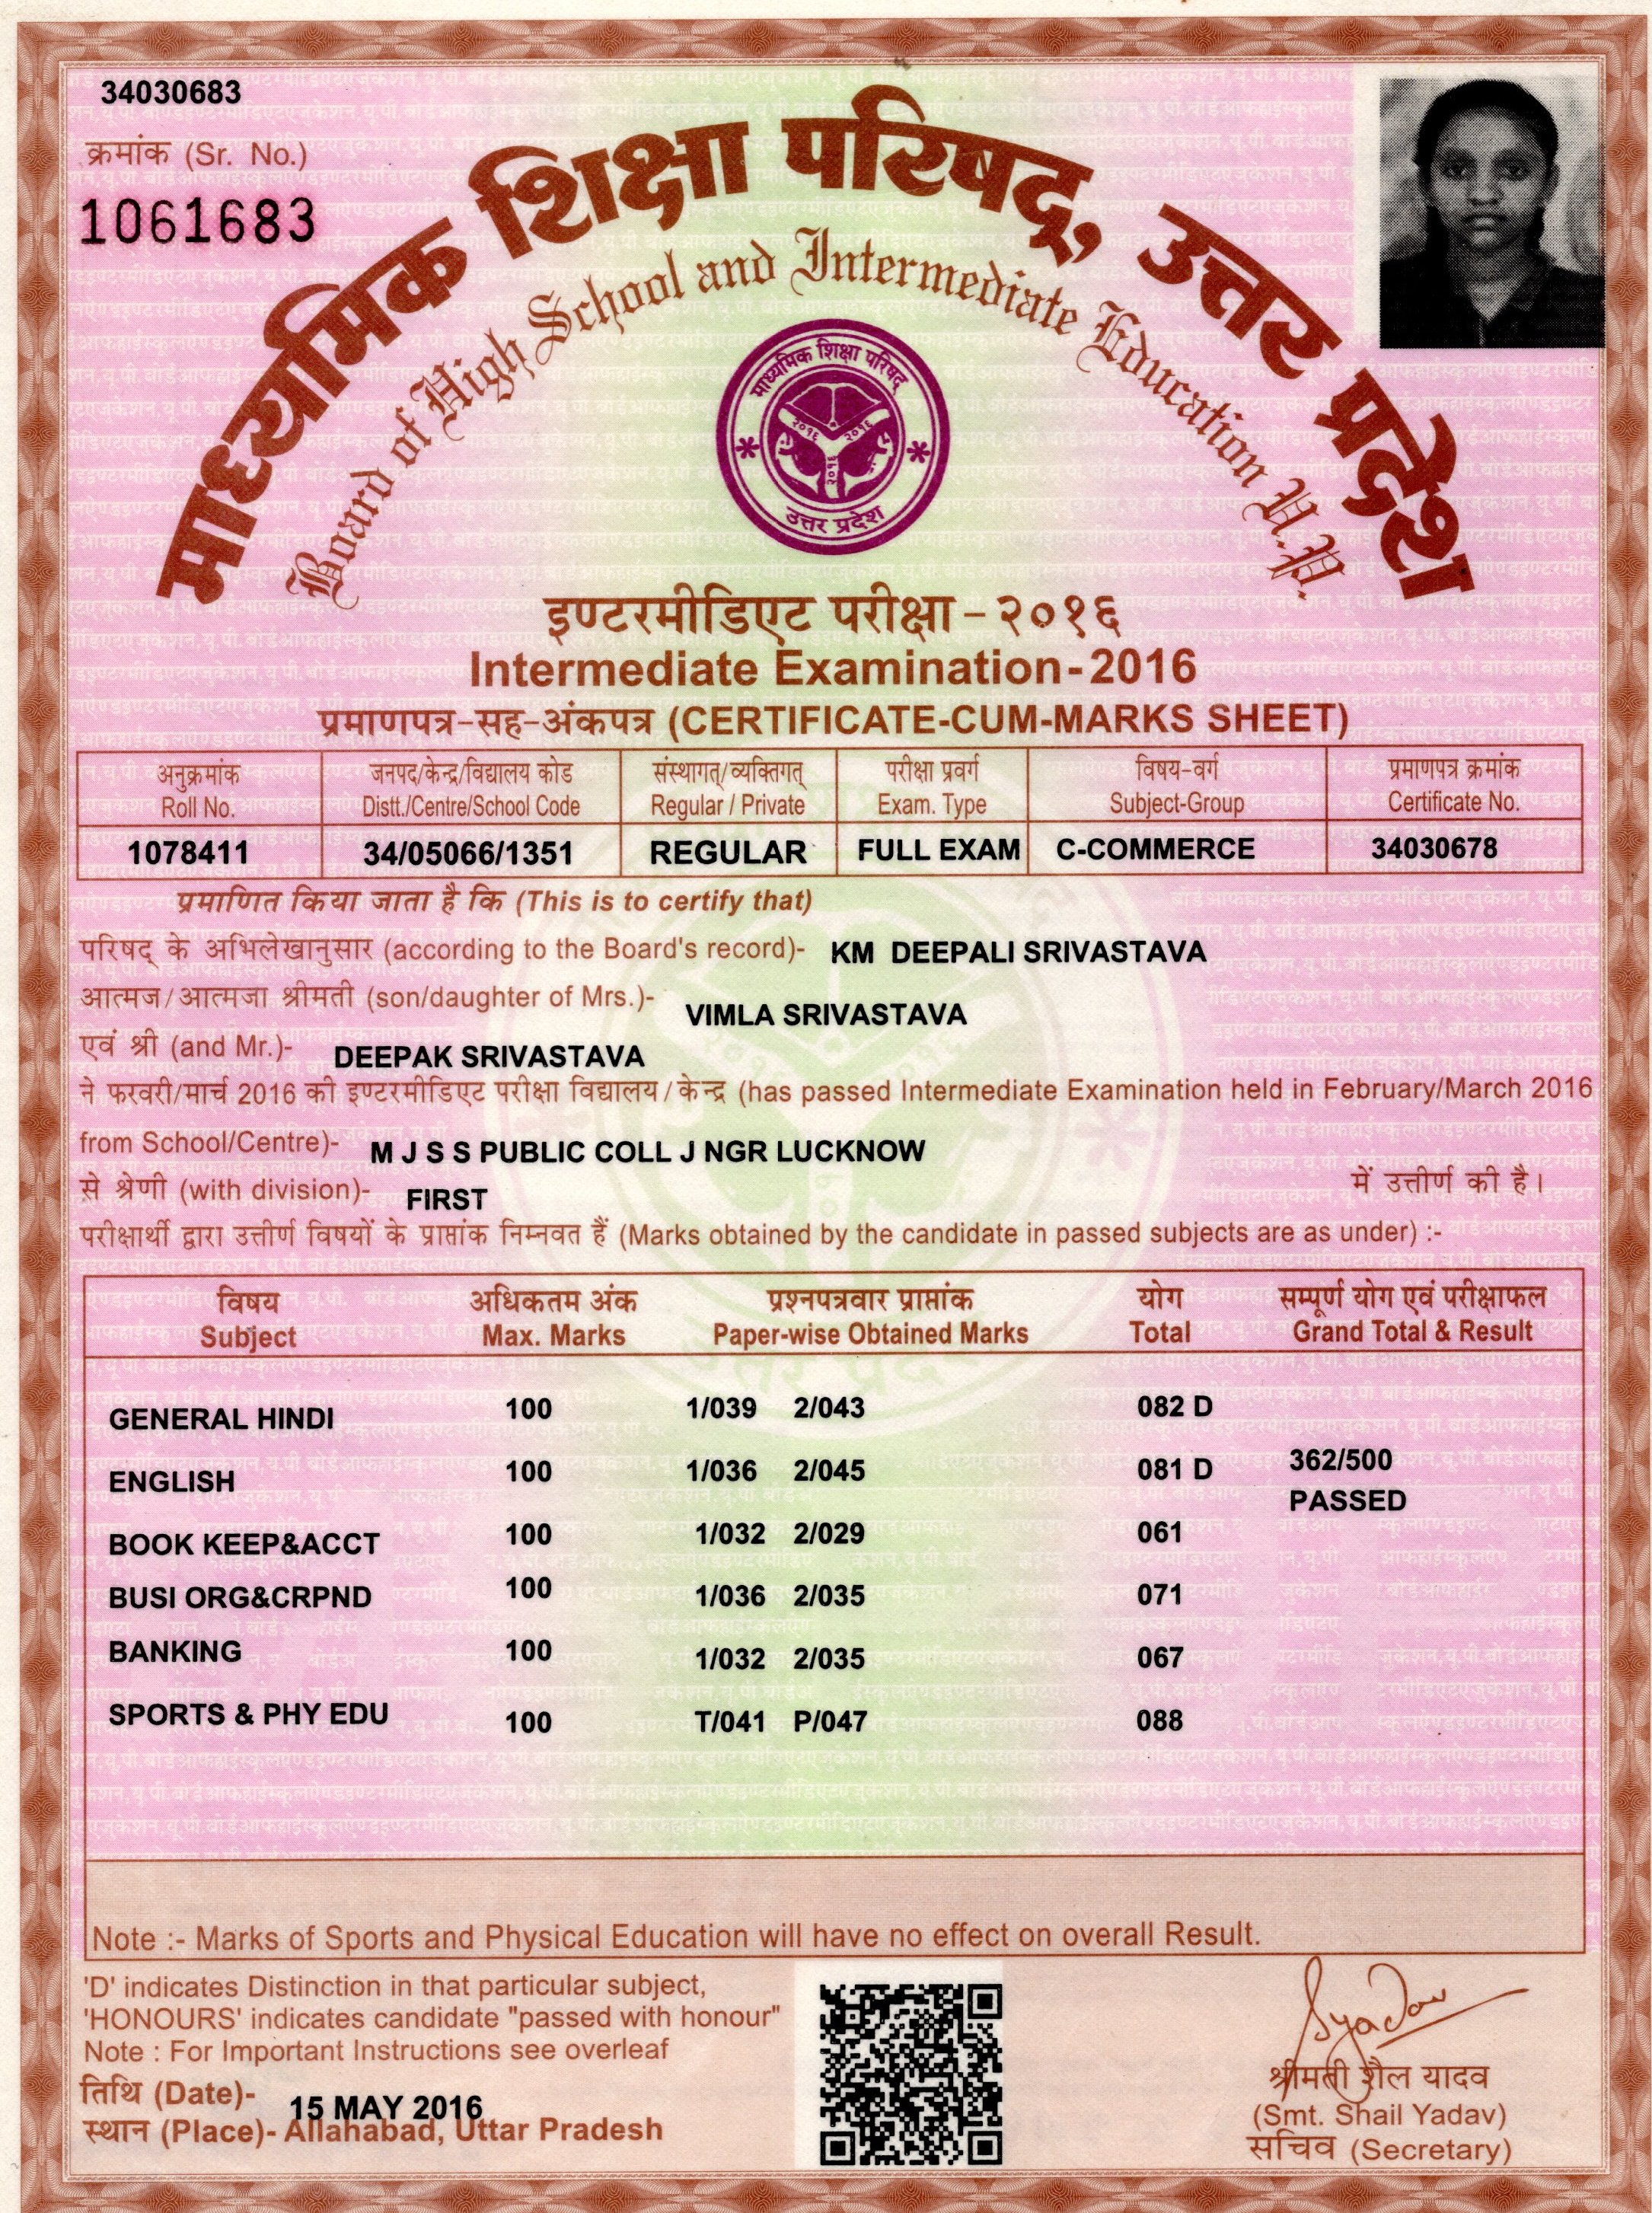 34030683
क्रमांक (Sr. No.)
1061683
माध्यमिक शिक्षा परिषद्, उत्तर प्रदेश
Board of High School and Intermediate Education U.P.
माध्यमिक शिक्षा परिषद्
२०१६ २०१६
२०१६
उत्तर प्रदेश
इण्टरमीडिएट परीक्षा - २०१६
Intermediate Examination - 2016
प्रमाणपत्र-सह-अंकपत्र (CERTIFICATE-CUM-MARKS SHEET)
अनुक्रमांक जनपद/केन्द्र/विद्यालय कोड संस्थागत्/व्यक्तिगत् परीक्षा प्रवर्ग विषय-वर्ग प्रमाणपत्र क्रमांक
Roll No. Distt./Centre/School Code Regular / Private Exam. Type Subject-Group Certificate No.
1078411 34/05066/1351 REGULAR FULL EXAM C-COMMERCE 34030678
प्रमाणित किया जाता है कि (This is to certify that)
परिषद् के अभिलेखानुसार (according to the Board's record)- KM DEEPALI SRIVASTAVA
आत्मज/आत्मजा श्रीमती (son/daughter of Mrs.)- VIMLA SRIVASTAVA
एवं श्री (and Mr.)- DEEPAK SRIVASTAVA
ने फरवरी/मार्च 2016 की इण्टरमीडिएट परीक्षा विद्यालय/केन्द्र (has passed Intermediate Examination held in February/March 2016
from School/Centre)- M J S S PUBLIC COLL J NGR LUCKNOW
से श्रेणी (with division)- FIRST में उत्तीर्ण की है।
परीक्षार्थी द्वारा उत्तीर्ण विषयों के प्राप्तांक निम्नवत हैं (Marks obtained by the candidate in passed subjects are as under) :-
विषय अधिकतम अंक प्रश्नपत्रवार प्राप्तांक योग सम्पूर्ण योग एवं परीक्षाफल
Subject Max. Marks Paper-wise Obtained Marks Total Grand Total & Result
GENERAL HINDI 100 1/039 2/043 082 D
ENGLISH 100 1/036 2/045 081 D 362/500
PASSED
BOOK KEEP&ACCT 100 1/032 2/029 061
BUSI ORG&CRPND 100 1/036 2/035 071
BANKING 100 1/032 2/035 067
SPORTS & PHY EDU 100 T/041 P/047 088
Note :- Marks of Sports and Physical Education will have no effect on overall Result.
'D' indicates Distinction in that particular subject,
'HONOURS' indicates candidate "passed with honour"
Note : For Important Instructions see overleaf
तिथि (Date)- 15 MAY 2016
स्थान (Place)- Allahabad, Uttar Pradesh
Syadav
श्रीमती शैल यादव
(Smt. Shail Yadav)
सचिव (Secretary)